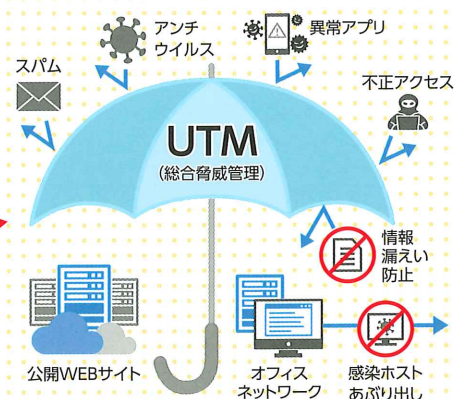 アンチ
ウイルス
異常アプリ
スパム
不正アクセス
UTM
(総合脅威管理)
情報
漏えい
防止
公開WEBサイト
オフィス
ネットワーク
感染ホスト
あぶり出し